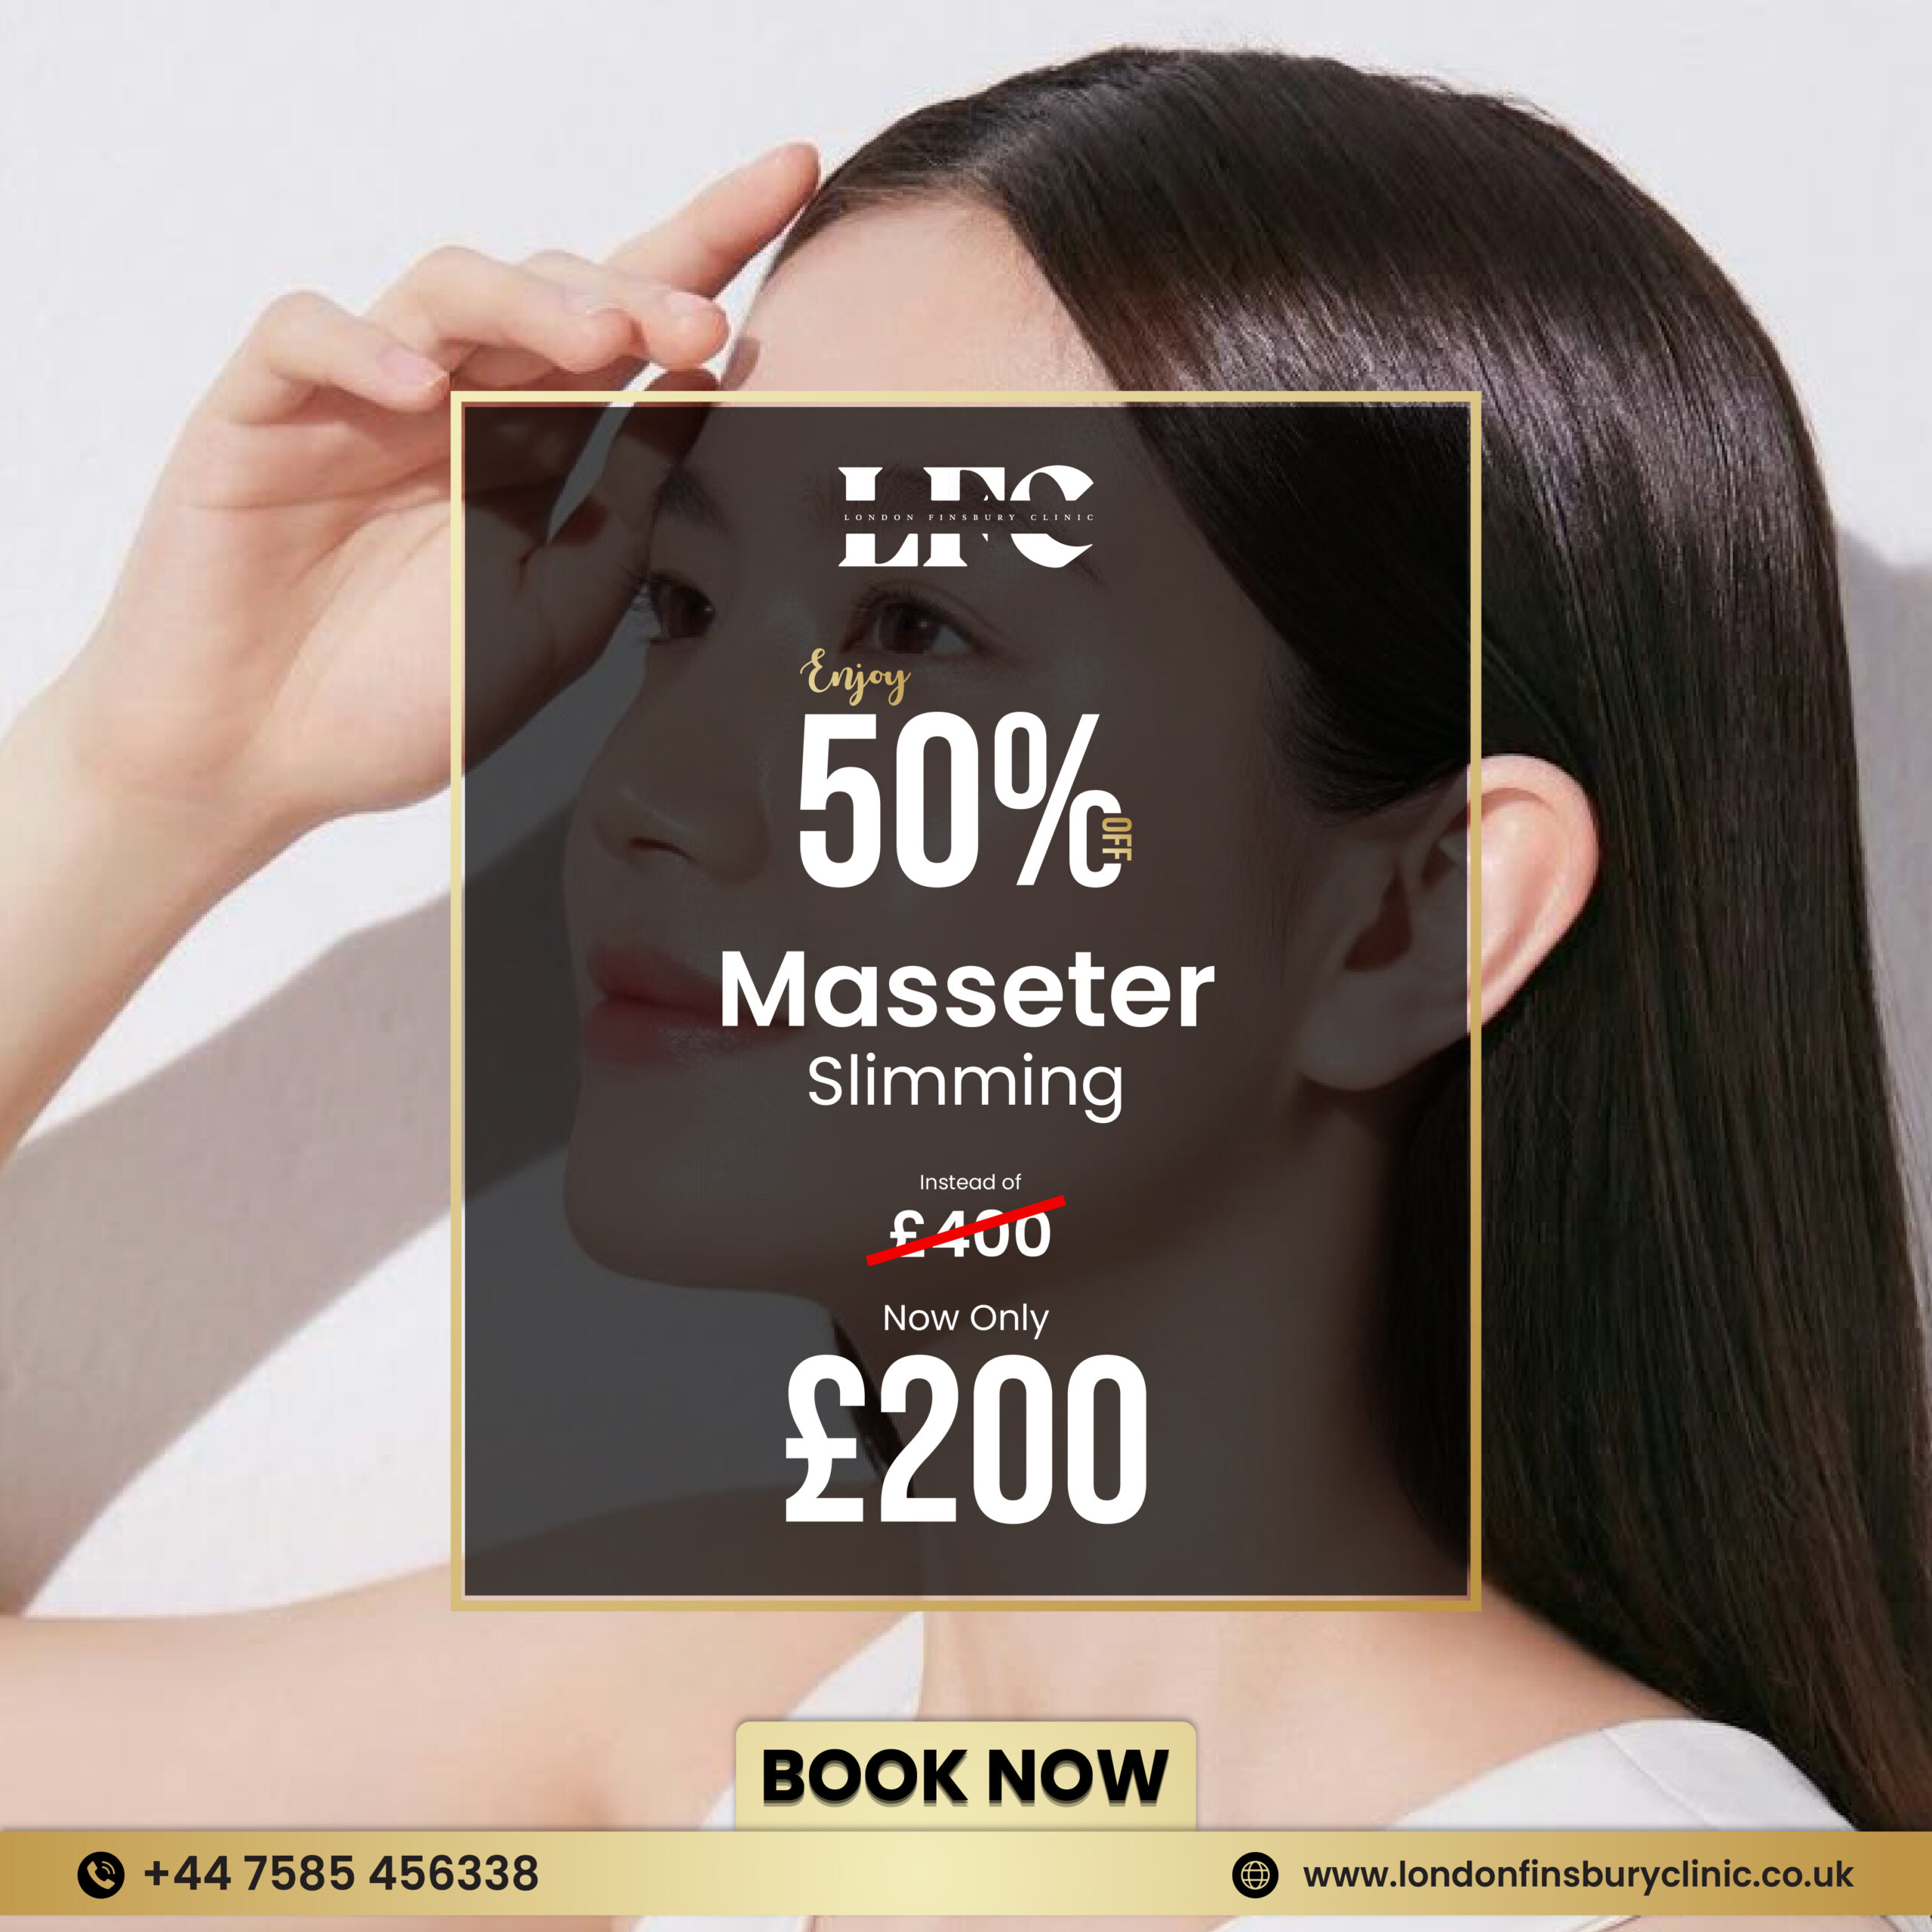 LFC
LONDON FINSBURY CLINIC
Enjoy
50%
OFF
Masseter
Slimming
Instead of
£400
Now Only
£200
BOOK NOW
+44 7585 456338
www.londonfinsburyclinic.co.uk